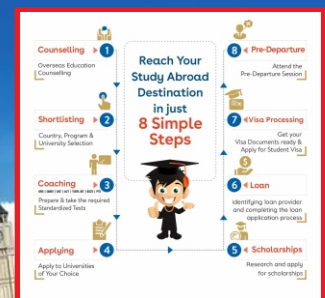 Counselling
1
Overseas Education
Counselling
Shortlisting
2
Country, Program &
University Selection
Coaching
3
Prepare & take the required
Standardized Tests
Applying
4
Apply to Universities
of Your Choice
Reach Your
Study Abroad
Destination
in just
8 Simple
Steps
8
Pre-Departure
Attend the
Pre-Departure Session
7
Visa Processing
Get your
Visa Documents ready &
Apply for Student Visa
6
Loan
identifying loan provider
and completing the loan
application process
5
Scholarships
Research and apply
for scholarships